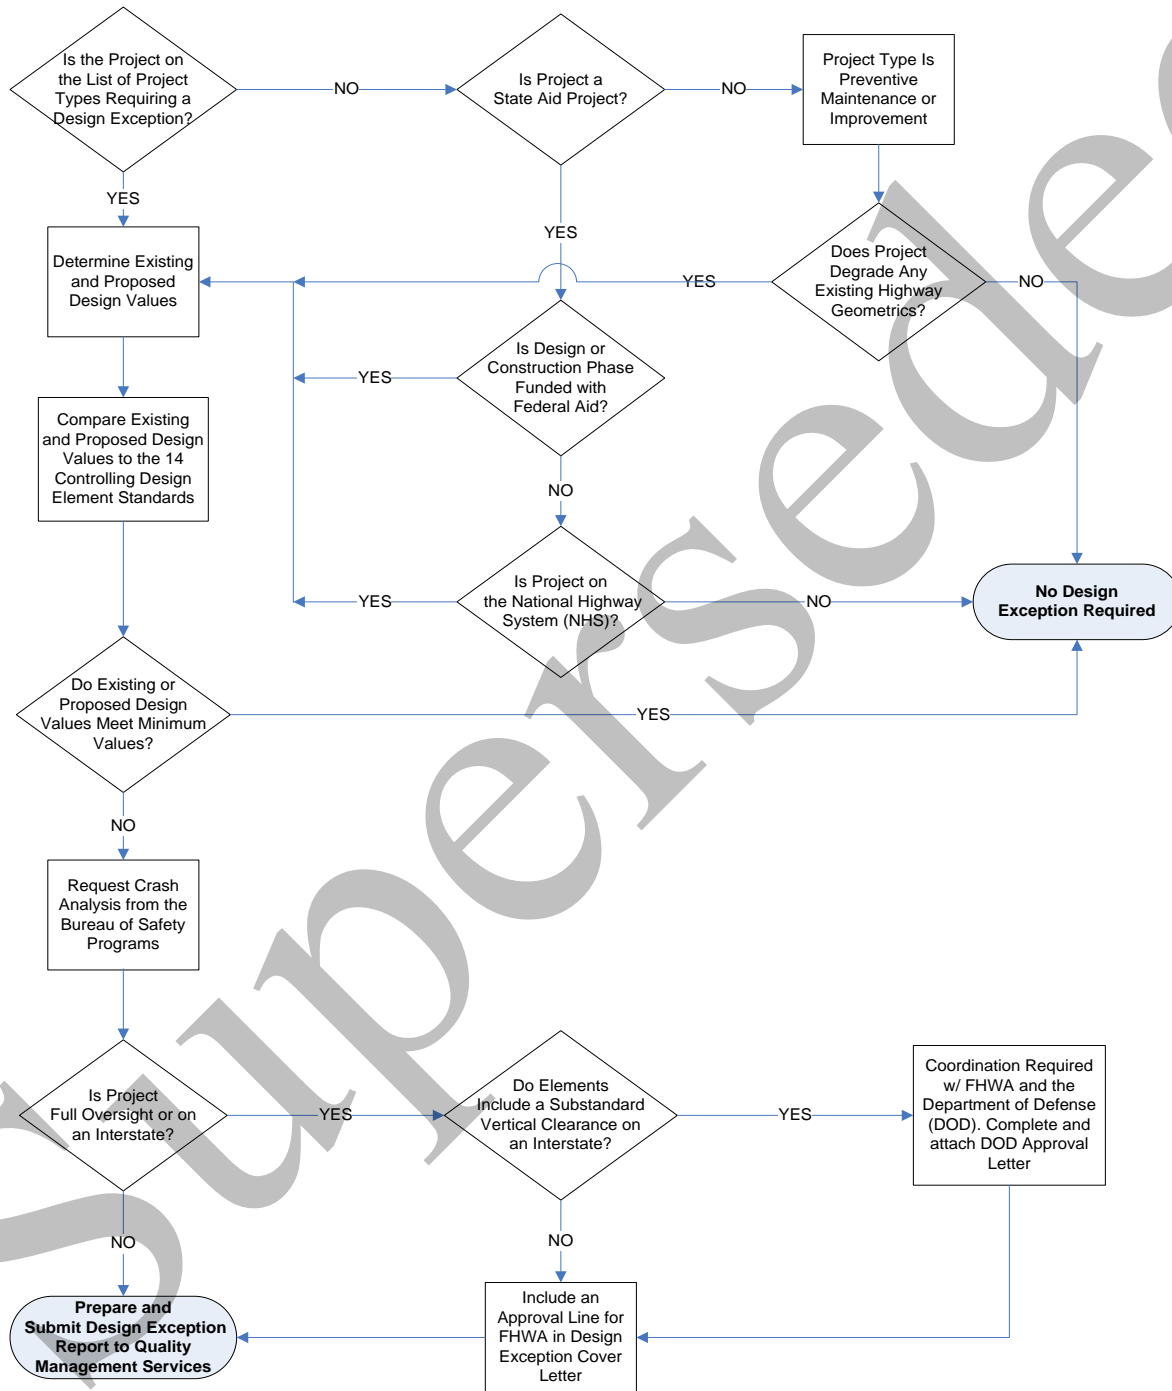 Is the Project on
the List of Project
Types Requiring a
Design Exception?
NO
Is Project a
State Aid Project?
NO
Project Type Is
Preventive
Maintenance or
Improvement
YES
YES
Determine Existing
and Proposed
Design Values
YES
Does Project
Degrade Any
Existing Highway
Geometrics?
NO
Is Design or
Construction Phase
Funded with
Federal Aid?
YES
Compare Existing
and Proposed Design
Values to the 14
Controlling Design
Element Standards
NO
Is Project on
the National Highway
System (NHS)?
YES
NO
No Design
Exception Required
Do Existing or
Proposed Design
Values Meet Minimum
Values?
YES
NO
Request Crash
Analysis from the
Bureau of Safety
Programs
Is Project
Full Oversight or on
an Interstate?
YES
Do Elements
Include a Substandard
Vertical Clearance on
an Interstate?
YES
Coordination Required
w/ FHWA and the
Department of Defense
(DOD). Complete and
attach DOD Approval
Letter
NO
NO
Prepare and
Submit Design Exception
Report to Quality
Management Services
Include an
Approval Line for
FHWA in Design
Exception Cover
Letter
Supersede